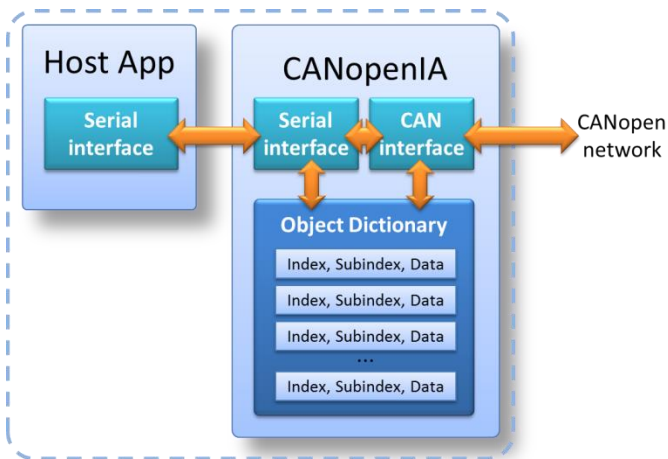 Host App
CANopenIA
Serial
interface
Serial
interface
CAN
interface
CANopen
network
Object Dictionary
Index, Subindex, Data
Index, Subindex, Data
Index, Subindex, Data
...
Index, Subindex, Data